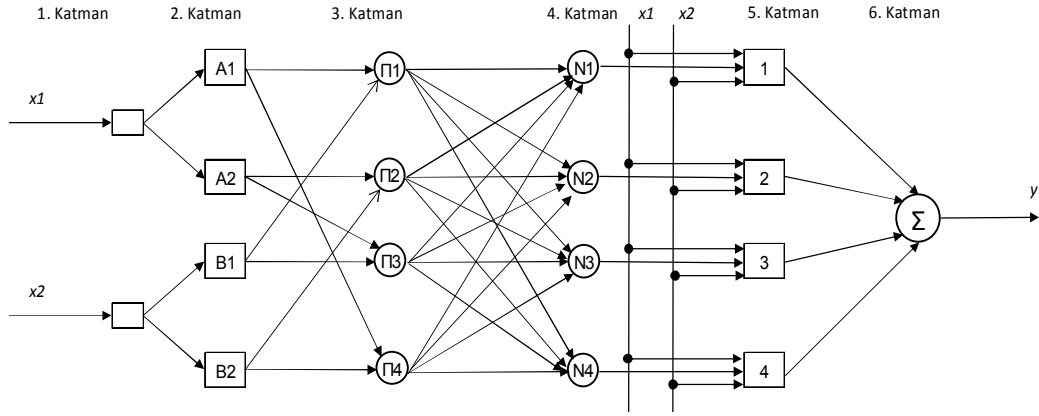 1. Katman 2. Katman 3. Katman 4. Katman x1 x2 5. Katman 6. Katman
A1 Π1 N1 1
x1
A2 Π2 N2 2
Σ y
B1 Π3 N3 3
x2
B2 Π4 N4 4